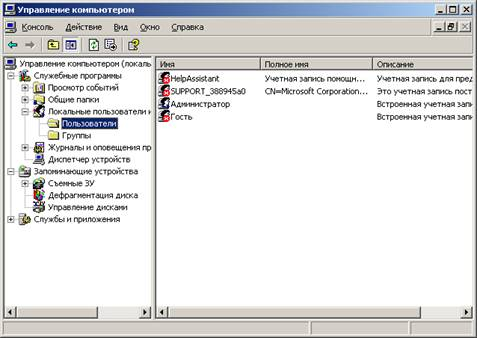 Управление компьютером
Консоль Действие Вид Окно Справка
Управление компьютером (локаль
Служебные программы
Просмотр событий
Общие папки
Локальные пользователи и
Пользователи
Группы
Журналы и оповещения пр
Диспетчер устройств
Запоминающие устройства
Съемные ЗУ
Дефрагментация диска
Управление дисками
Службы и приложения
Имя Полное имя Описание
HelpAssistant Учетная запись помощн... Учетная запись для пред
SUPPORT_388945a0 CN=Microsoft Corporation... Это учетная запись пост
Администратор Встроенная учетная запи
Гость Встроенная учетная запи